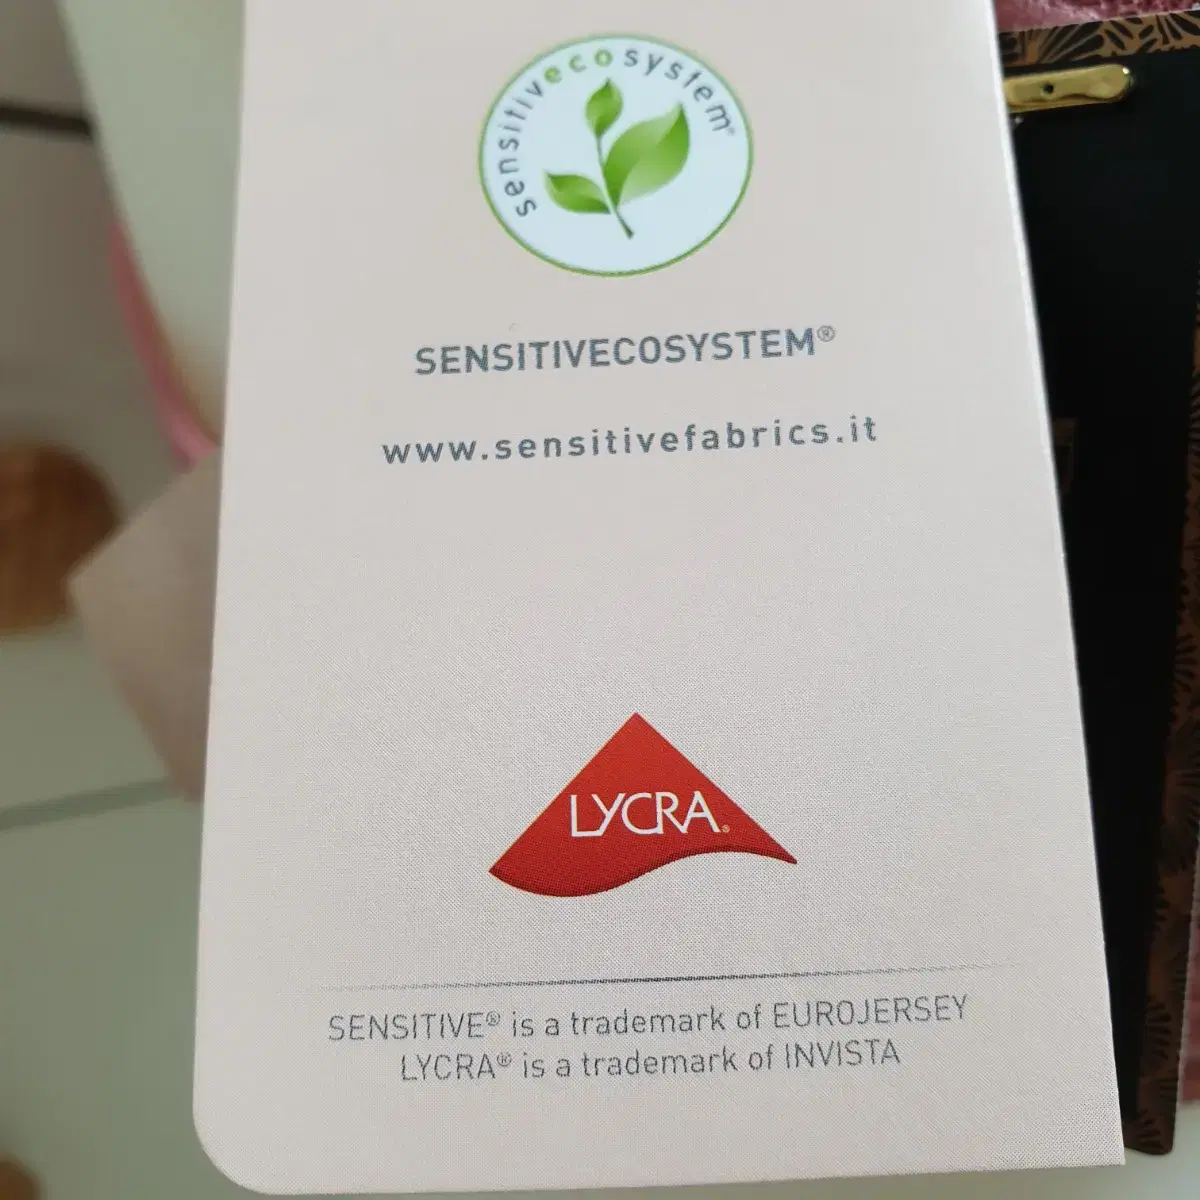 sensitivecosystem®
SENSITIVECOSYSTEM®
www.sensitivefabrics.it
LYCRA®
SENSITIVE® is a trademark of EUROJERSEY
LYCRA® is a trademark of INVISTA